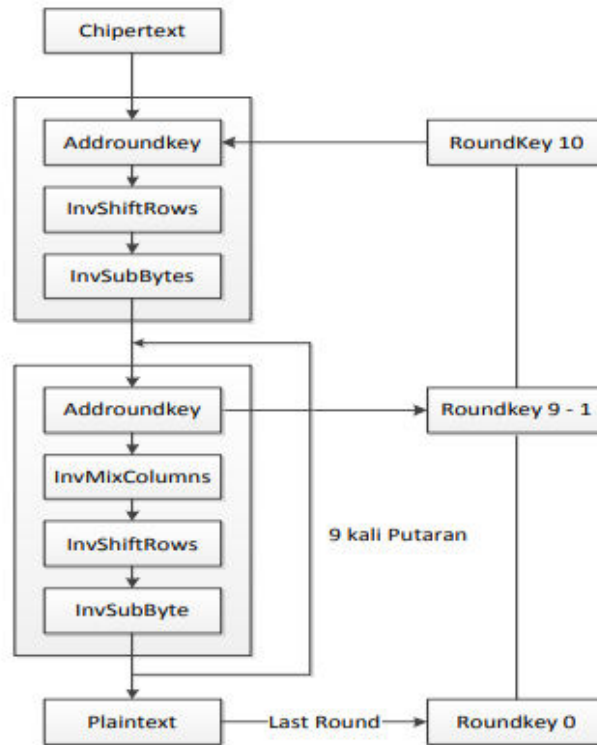 Chipertext
Addroundkey
RoundKey 10
InvShiftRows
InvSubBytes
Addroundkey
Roundkey 9 - 1
InvMixColumns
InvShiftRows
9 kali Putaran
InvSubByte
Plaintext
Last Round
Roundkey 0